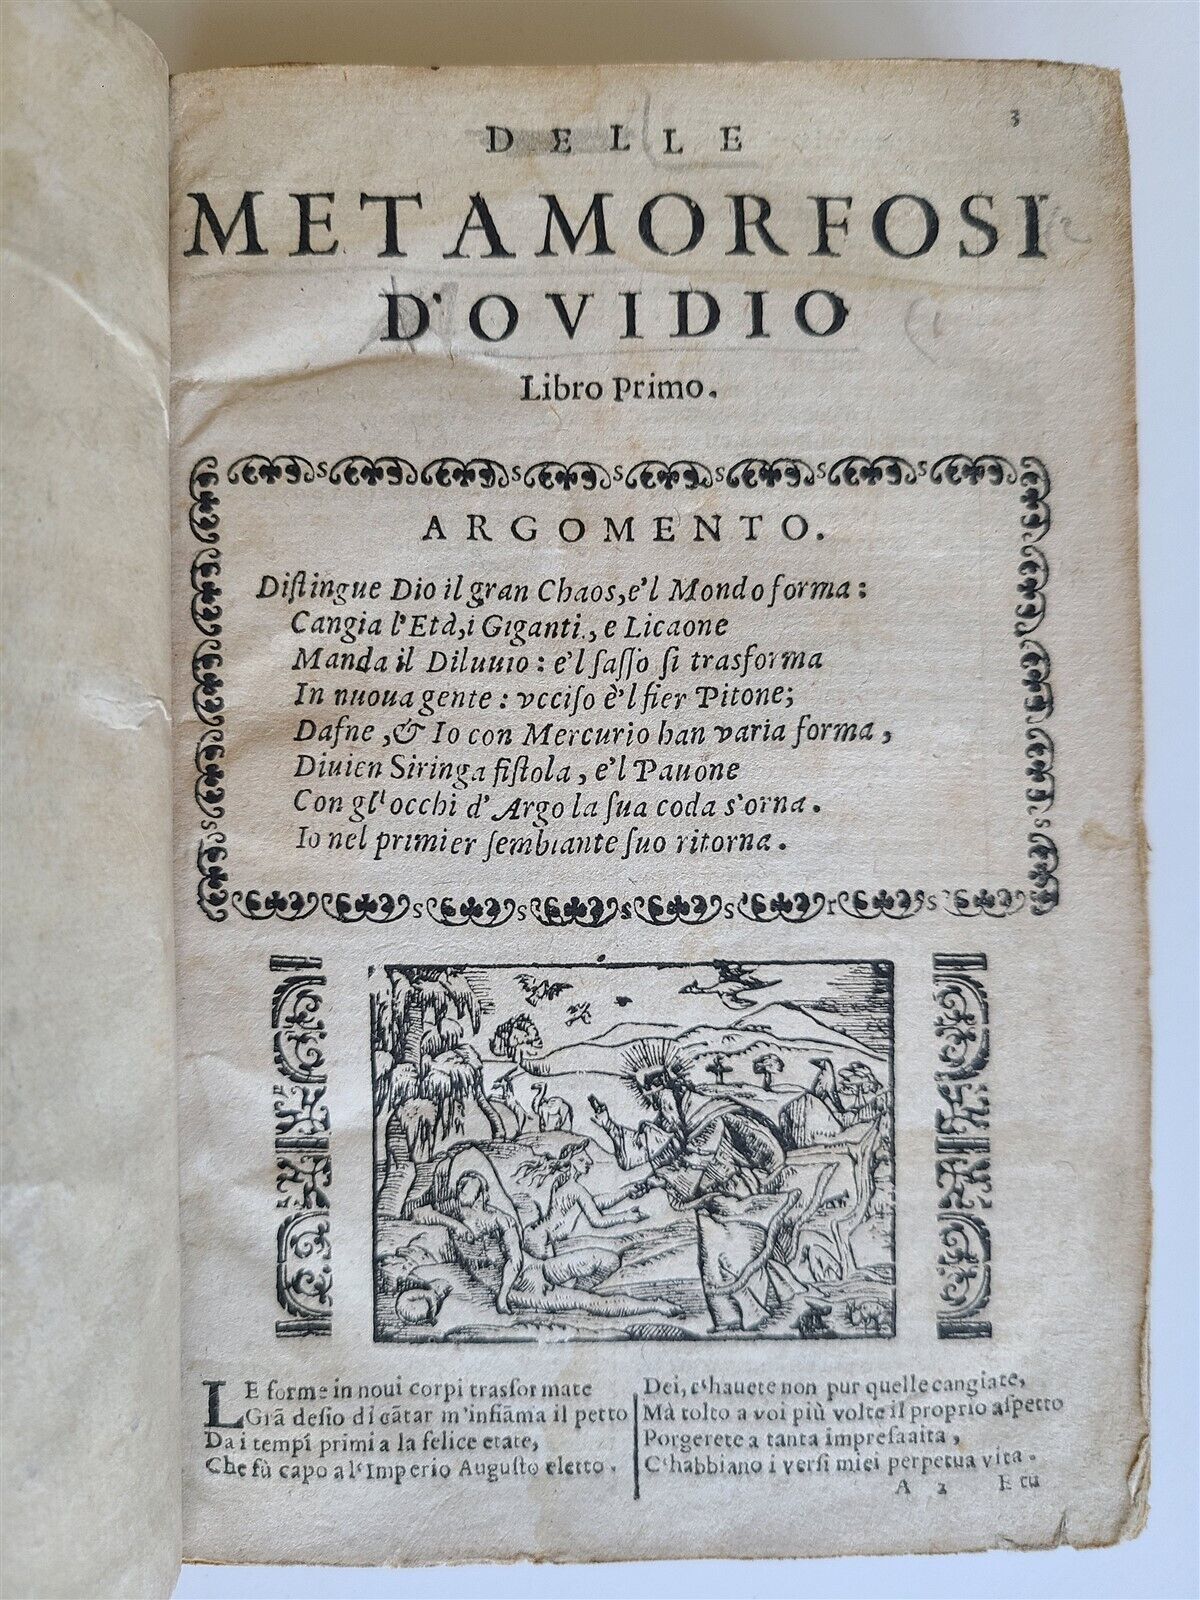 3
DELLE
METAMORFOSI
D'OVIDIO
Libro Primo.
ARGOMENTO.
Diſtingue Dio il gran Chaos, e'l Mondo forma:
Cangia l'Età, i Giganti, e Licaone
Manda il Diluuio: e'l ſaſſo ſi trasforma
In nuoua gente: vcciſo è'l fier Pitone;
Dafne, & Io con Mercurio han varia forma,
Diuien Siringa fiſtola, e'l Pauone
Con gl'occhi d'Argo la ſua coda s'orna.
Io nel primier ſembiante ſuo ritorna.
LE forme in noui corpi trasformate
Grã deſio di cãtar m'infiãma il petto
Da i tempi primi a la felice etate,
Che fù capo al'Imperio Auguſto eletto.
Dei, c'hauete non pur quelle cangiate,
Mà tolto a voi più volte il proprio aſpetto
Porgerete a tanta impreſa aita,
C'habbiano i verſi miei perpetua vita.
A 2 E tù